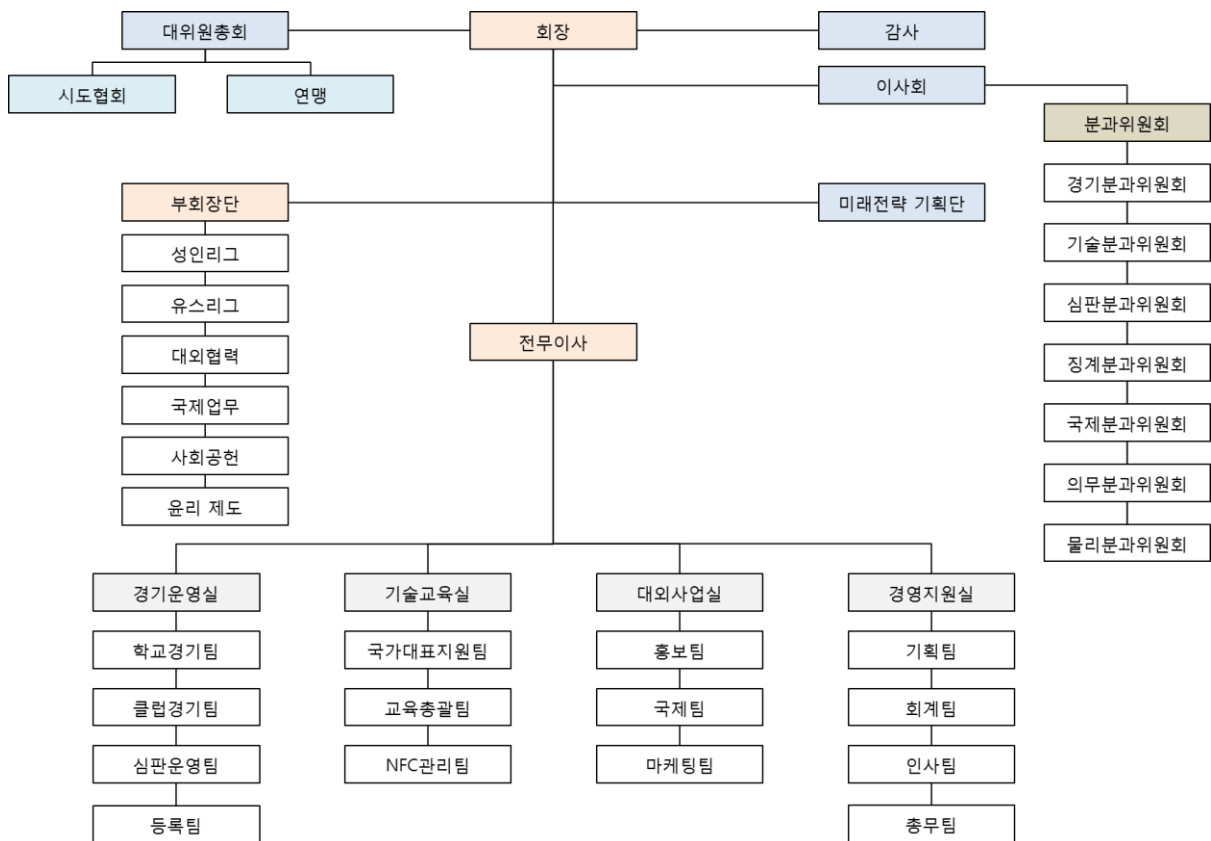 대위원총회
회장
감사
시도협회
연맹
이사회
분과위원회
경기분과위원회
기술분과위원회
심판분과위원회
징계분과위원회
국제분과위원회
의무분과위원회
물리분과위원회
부회장단
미래전략 기획단
성인리그
유스리그
대외협력
국제업무
사회공헌
윤리 제도
전무이사
경기운영실
기술교육실
대외사업실
경영지원실
학교경기팀
국가대표지원팀
홍보팀
기획팀
클럽경기팀
교육총괄팀
국제팀
회계팀
심판운영팀
NFC관리팀
마케팅팀
인사팀
등록팀
총무팀